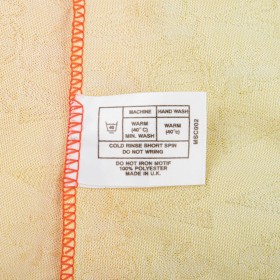 MACHINE HAND WASH
40 WARM WARM
(40°C) (40°c)
MIN. WASH
COLD RINSE SHORT SPIN
DO NOT WRING
DO NOT IRON MOTIF
100% POLYESTER
MADE IN U.K.
MSC002